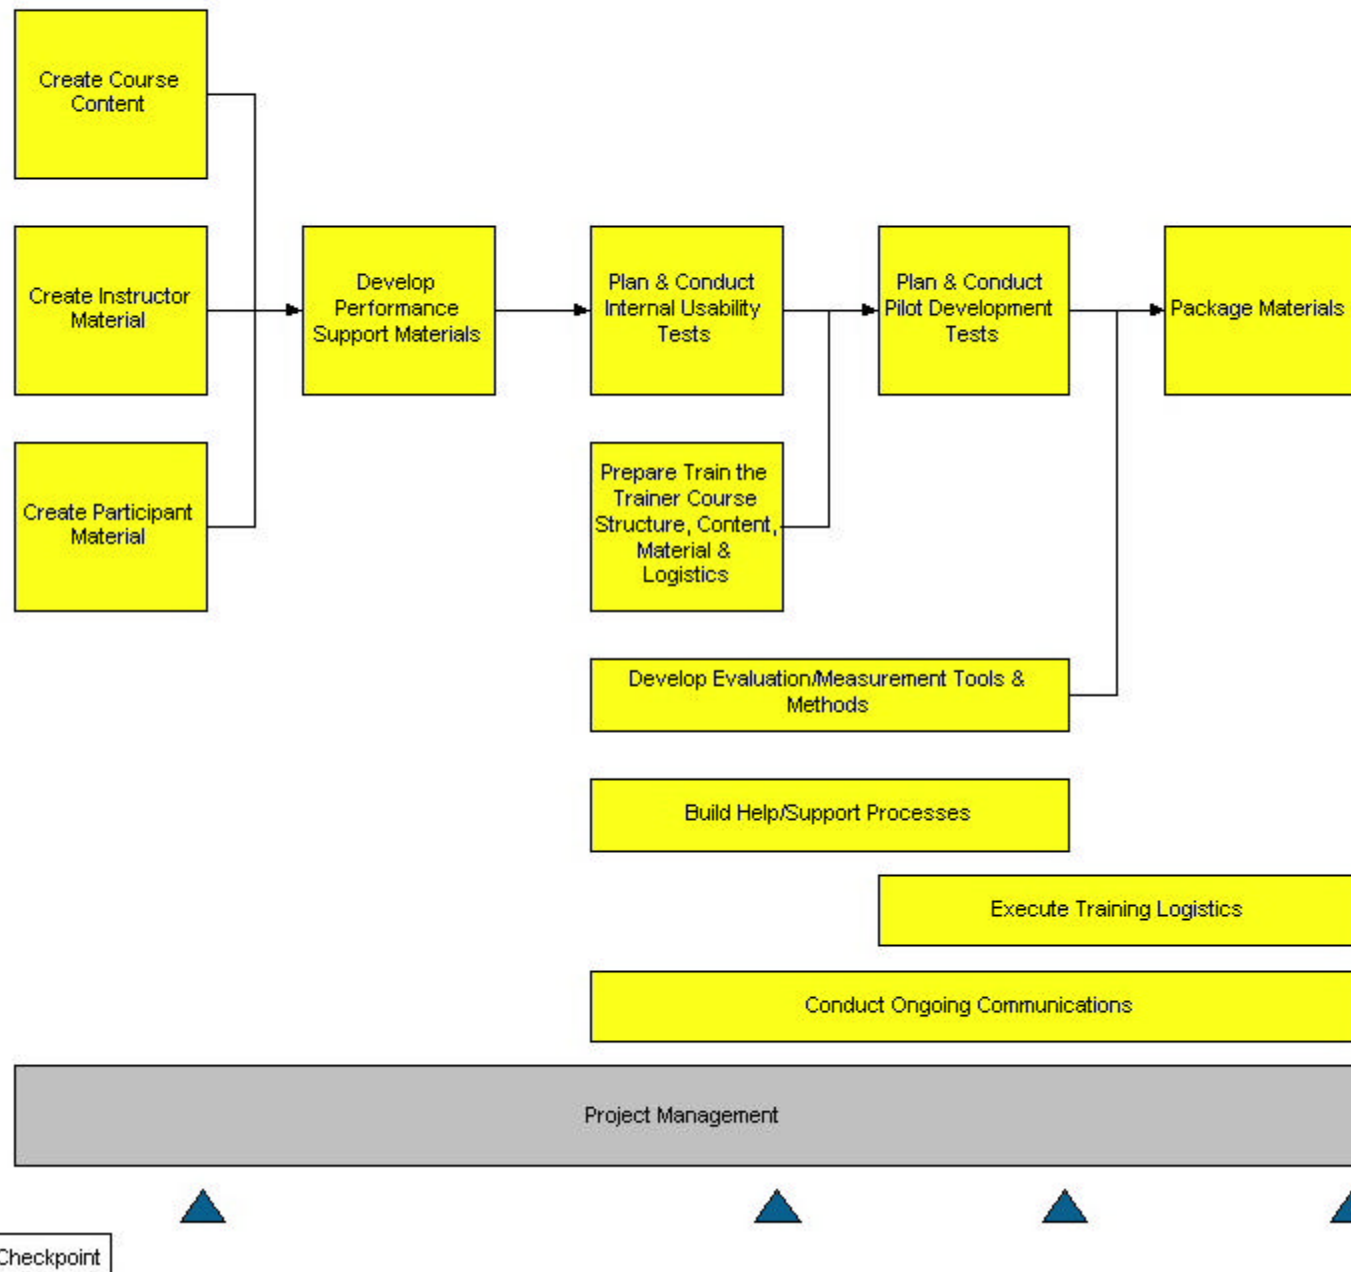 Create Course
Content
Create Instructor
Material
Develop
Performance
Support Materials
Plan & Conduct
Internal Usability
Tests
Plan & Conduct
Pilot Development
Tests
Package Materials
Create Participant
Material
Prepare Train the
Trainer Course
Structure, Content,
Material &
Logistics
Develop Evaluation/Measurement Tools &
Methods
Build Help/Support Processes
Execute Training Logistics
Conduct Ongoing Communications
Project Management
Checkpoint